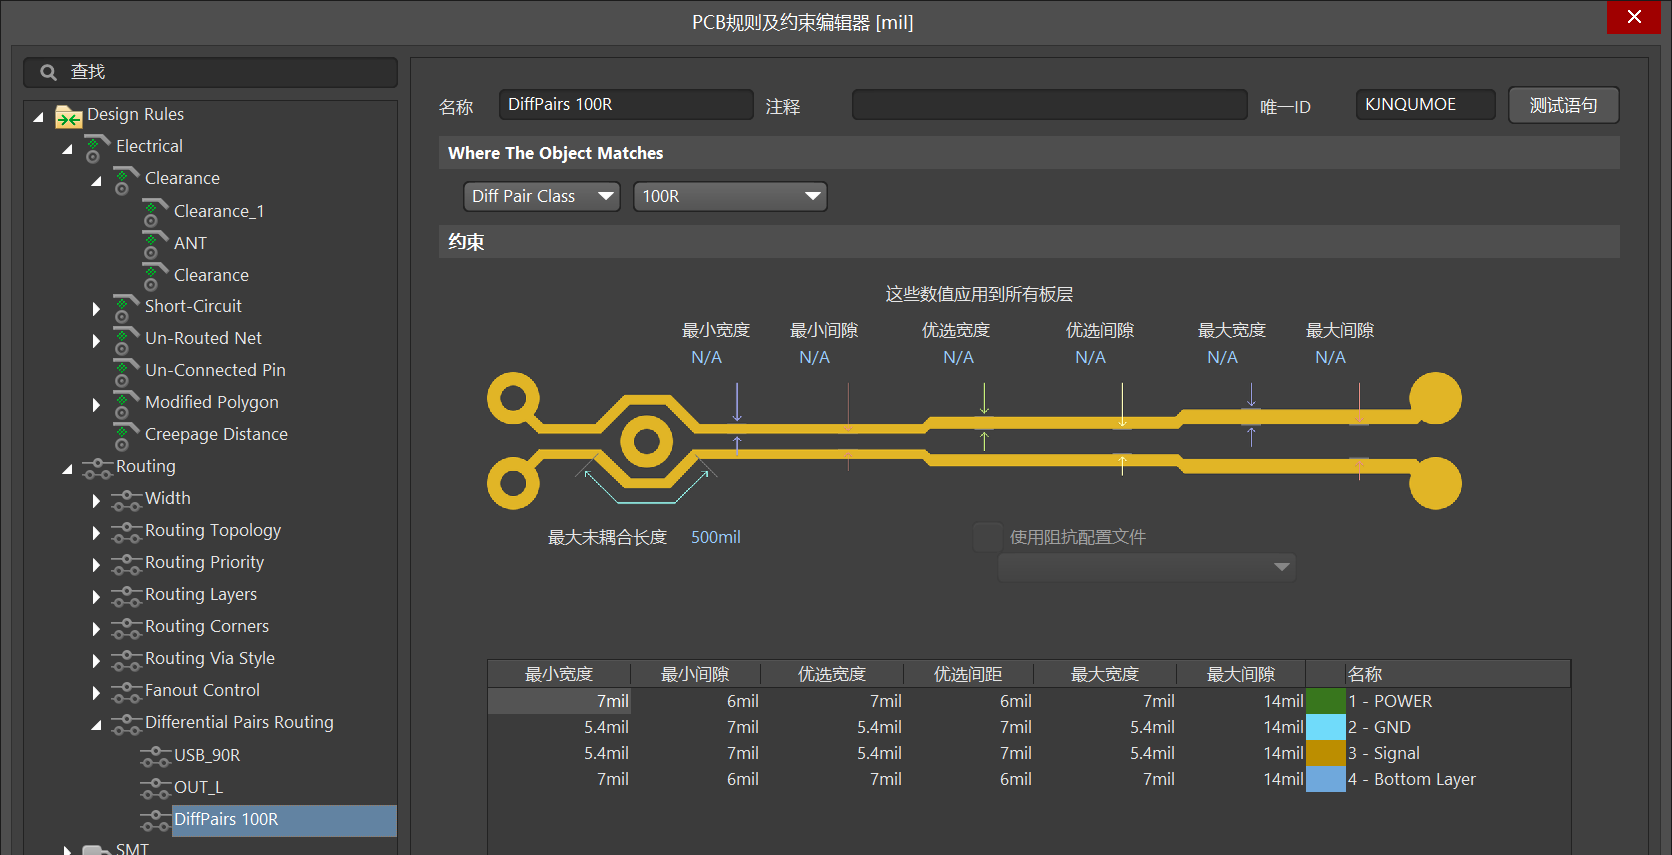 PCB规则及约束编辑器 [mil]
查找
Design Rules
Electrical
Clearance
Clearance_1
ANT
Clearance
Short-Circuit
Un-Routed Net
Un-Connected Pin
Modified Polygon
Creepage Distance
Routing
Width
Routing Topology
Routing Priority
Routing Layers
Routing Corners
Routing Via Style
Fanout Control
Differential Pairs Routing
USB_90R
OUT_L
DiffPairs 100R
SMT
名称 DiffPairs 100R 注释 唯一ID KJNQUMOE 测试语句
Where The Object Matches
Diff Pair Class 100R
约束
这些数值应用到所有板层
最小宽度 最小间隙 优选宽度 优选间隙 最大宽度 最大间隙
N/A N/A N/A N/A N/A N/A
最大未耦合长度 500mil 使用阻抗配置文件
最小宽度 最小间隙 优选宽度 优选间距 最大宽度 最大间隙 名称
7mil 6mil 7mil 6mil 7mil 14mil 1 - POWER
5.4mil 7mil 5.4mil 7mil 5.4mil 14mil 2 - GND
5.4mil 7mil 5.4mil 7mil 5.4mil 14mil 3 - Signal
7mil 6mil 7mil 6mil 7mil 14mil 4 - Bottom Layer